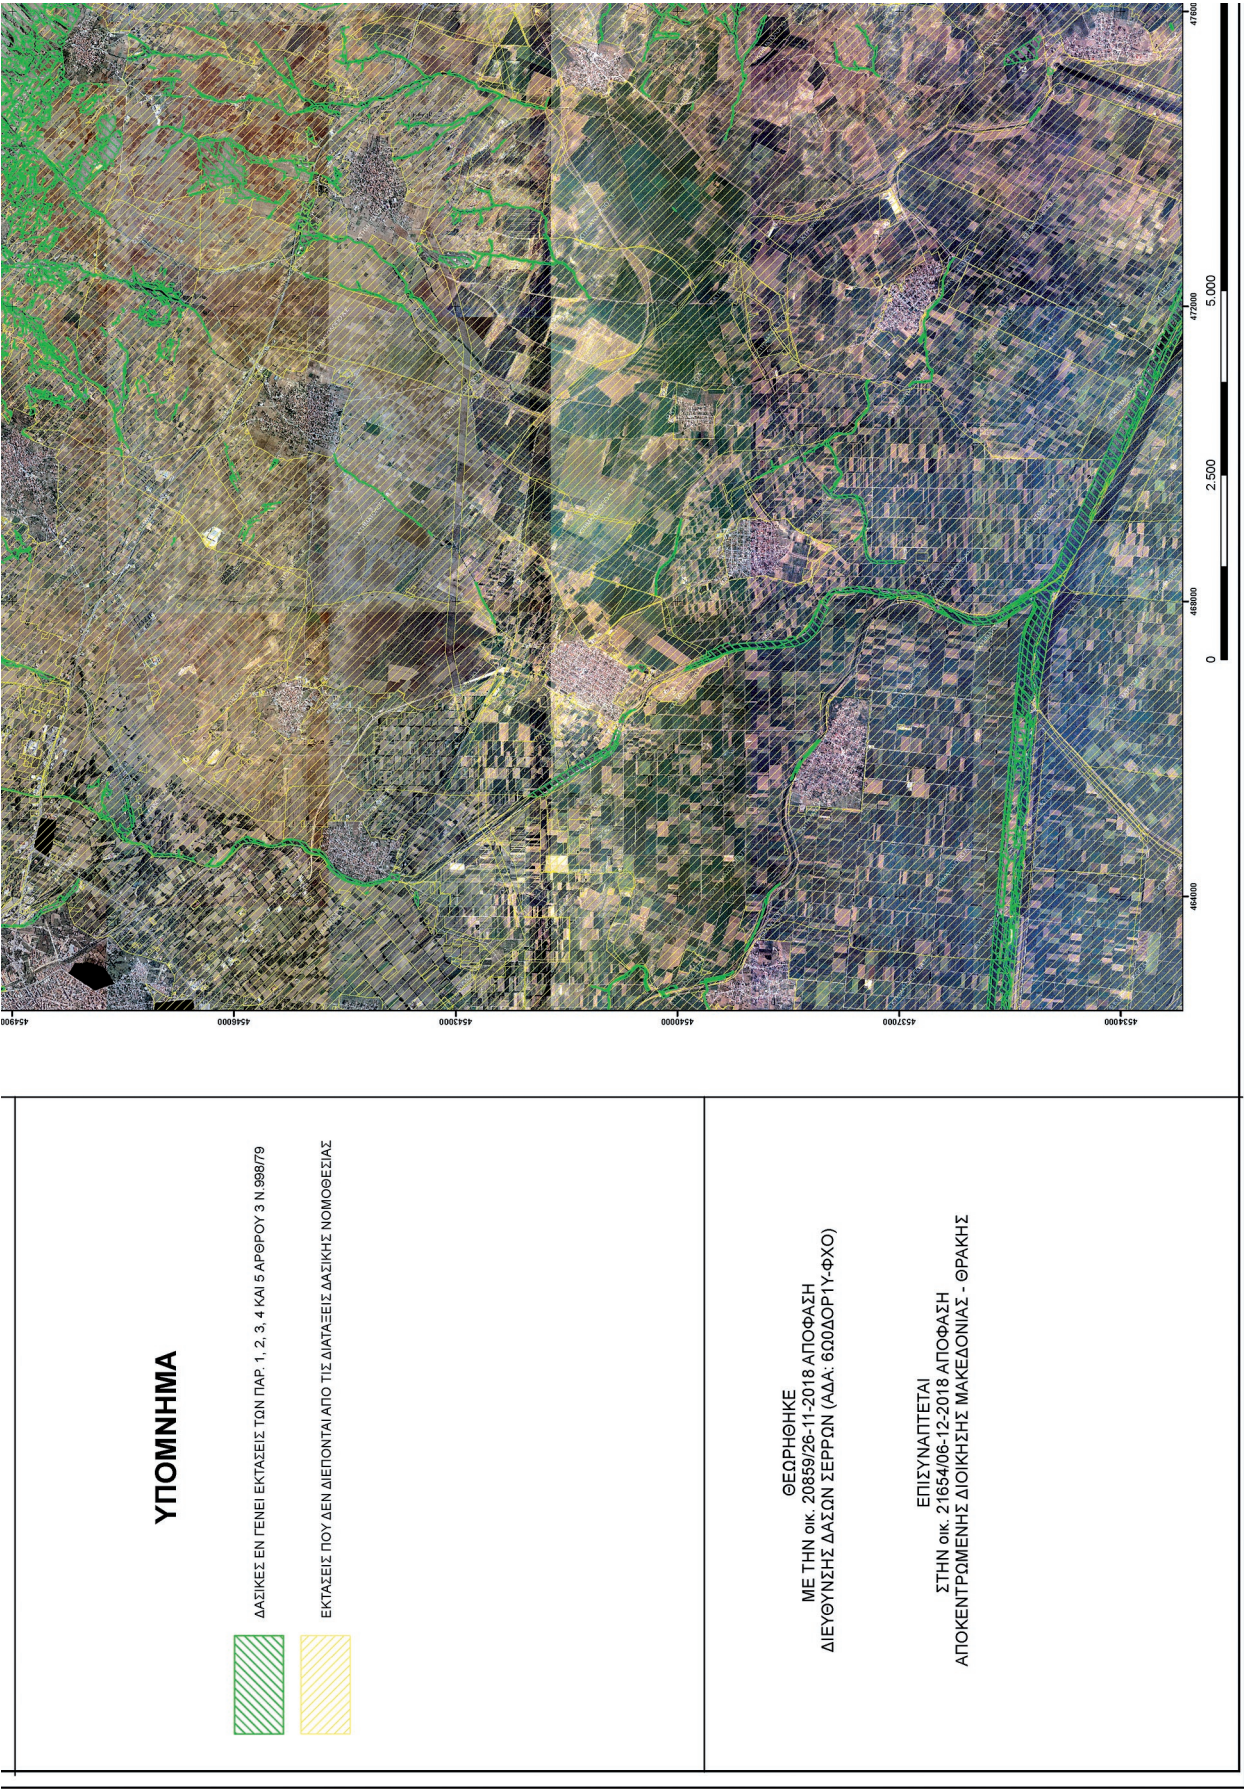 ΥΠΟΜΝΗΜΑ
ΔΑΣΙΚΕΣ ΕΝ ΓΕΝΕΙ ΕΚΤΑΣΕΙΣ ΤΩΝ ΠΑΡ. 1, 2, 3, 4 ΚΑΙ 5 ΑΡΘΡΟΥ 3 Ν.998/79
ΕΚΤΑΣΕΙΣ ΠΟΥ ΔΕΝ ΔΙΕΠΟΝΤΑΙ ΑΠΟ ΤΙΣ ΔΙΑΤΑΞΕΙΣ ΔΑΣΙΚΗΣ ΝΟΜΟΘΕΣΙΑΣ
ΘΕΩΡΗΘΗΚΕ
ΜΕ ΤΗΝ οικ. 20859/26-11-2018 ΑΠΟΦΑΣΗ
ΔΙΕΥΘΥΝΣΗΣ ΔΑΣΩΝ ΣΕΡΡΩΝ (ΑΔΑ: 6Ω0ΔΟΡ1Υ-ΦΧΟ)
ΕΠΙΣΥΝΑΠΤΕΤΑΙ
ΣΤΗΝ οικ. 21654/06-12-2018 ΑΠΟΦΑΣΗ
ΑΠΟΚΕΝΤΡΩΜΕΝΗΣ ΔΙΟΙΚΗΣΗΣ ΜΑΚΕΔΟΝΙΑΣ - ΘΡΑΚΗΣ
4546000
4543000
4540000
4537000
4534000
464000
468000
472000
47600
0
2.500
5.000